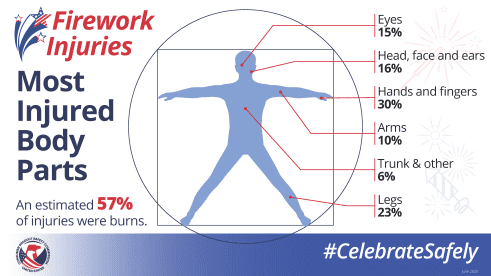 Firework
Injuries
Most
Injured
Body
Parts
An estimated 57%
of injuries were burns.
Eyes
15%
Head, face and ears
16%
Hands and fingers
30%
Arms
10%
Trunk & other
6%
Legs
23%
#CelebrateSafely